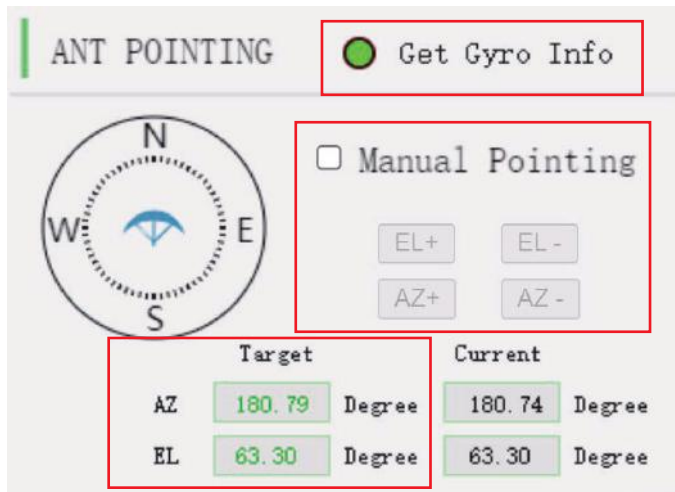 ANT POINTING Get Gyro Info
N
W E
S
Manual Pointing
EL+ EL -
AZ+ AZ -
Target Current
AZ 180.79 Degree 180.74 Degree
EL 63.30 Degree 63.30 Degree